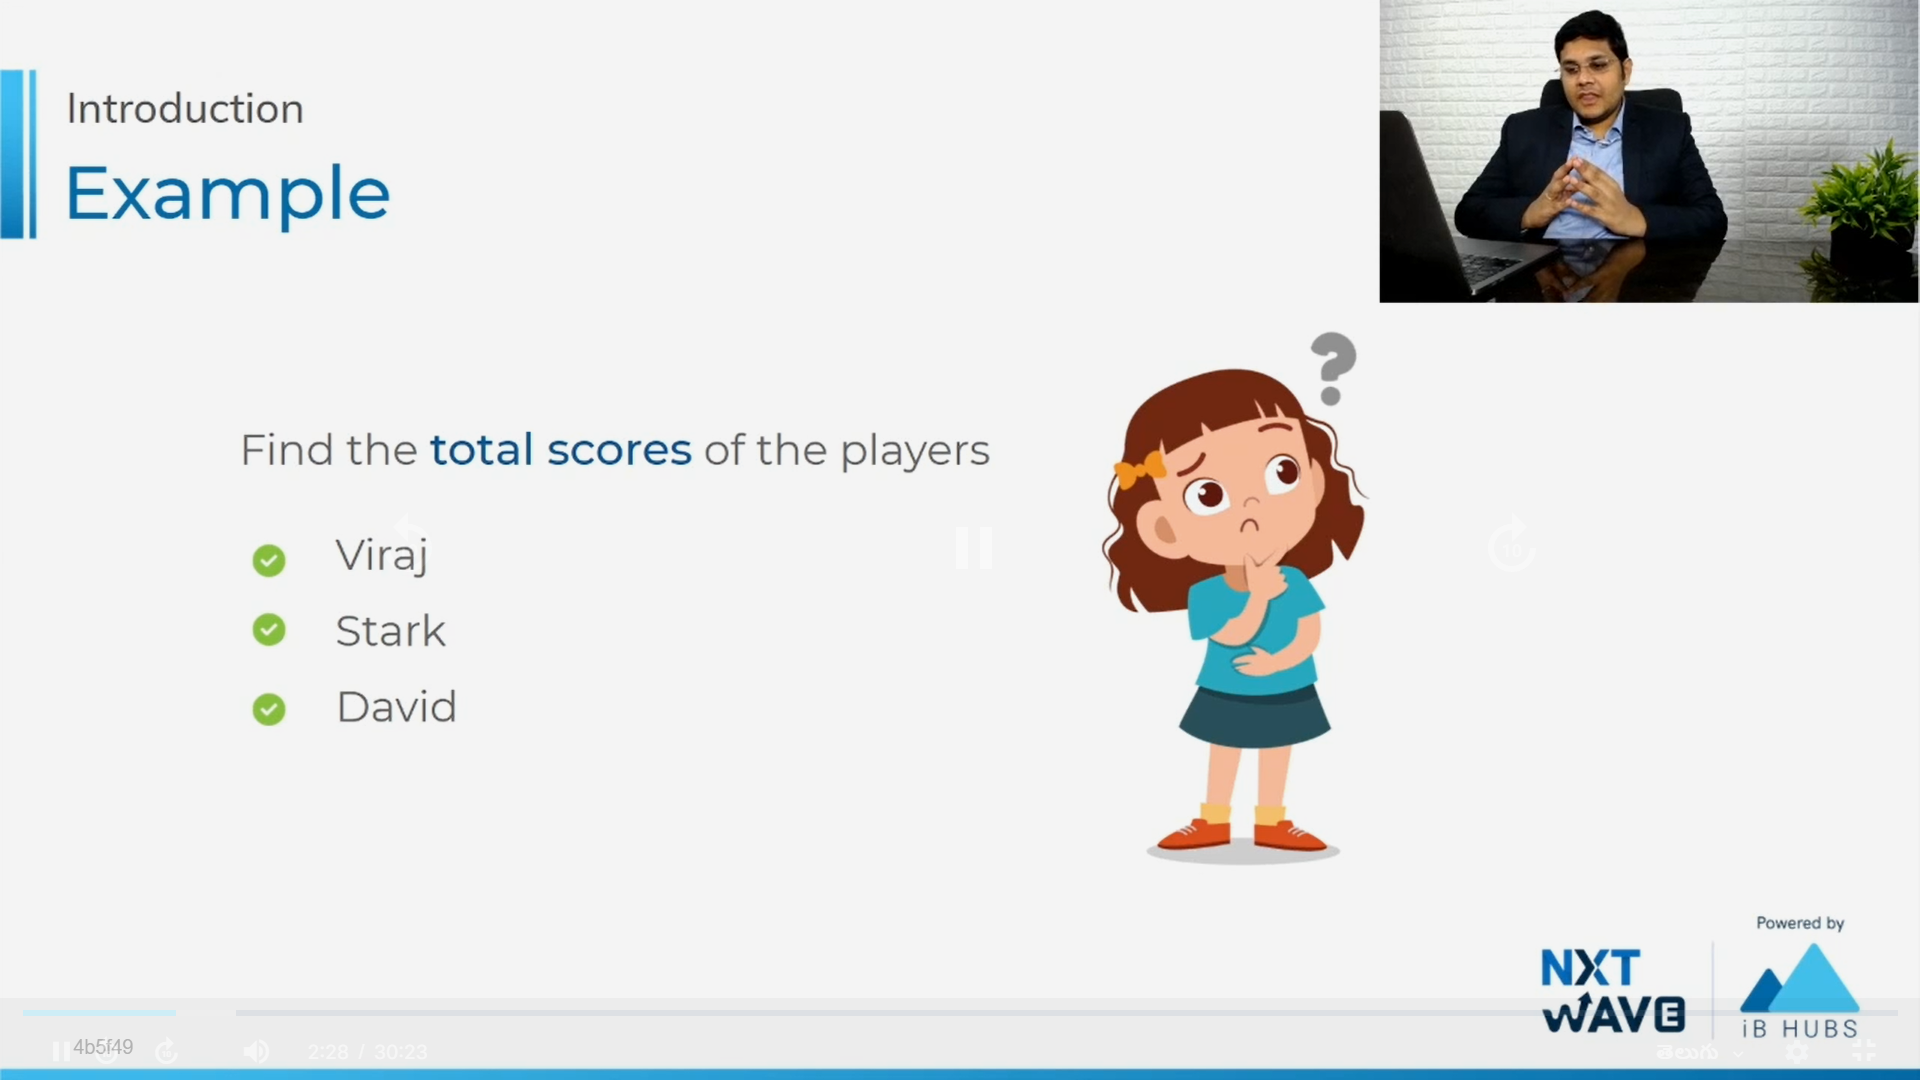 Introduction
Example
Find the total scores of the players
Viraj
Stark
David
Powered by
NXT
WAVE
iB HUBS
4b5f49
2:28 / 30:23
తెలుగు